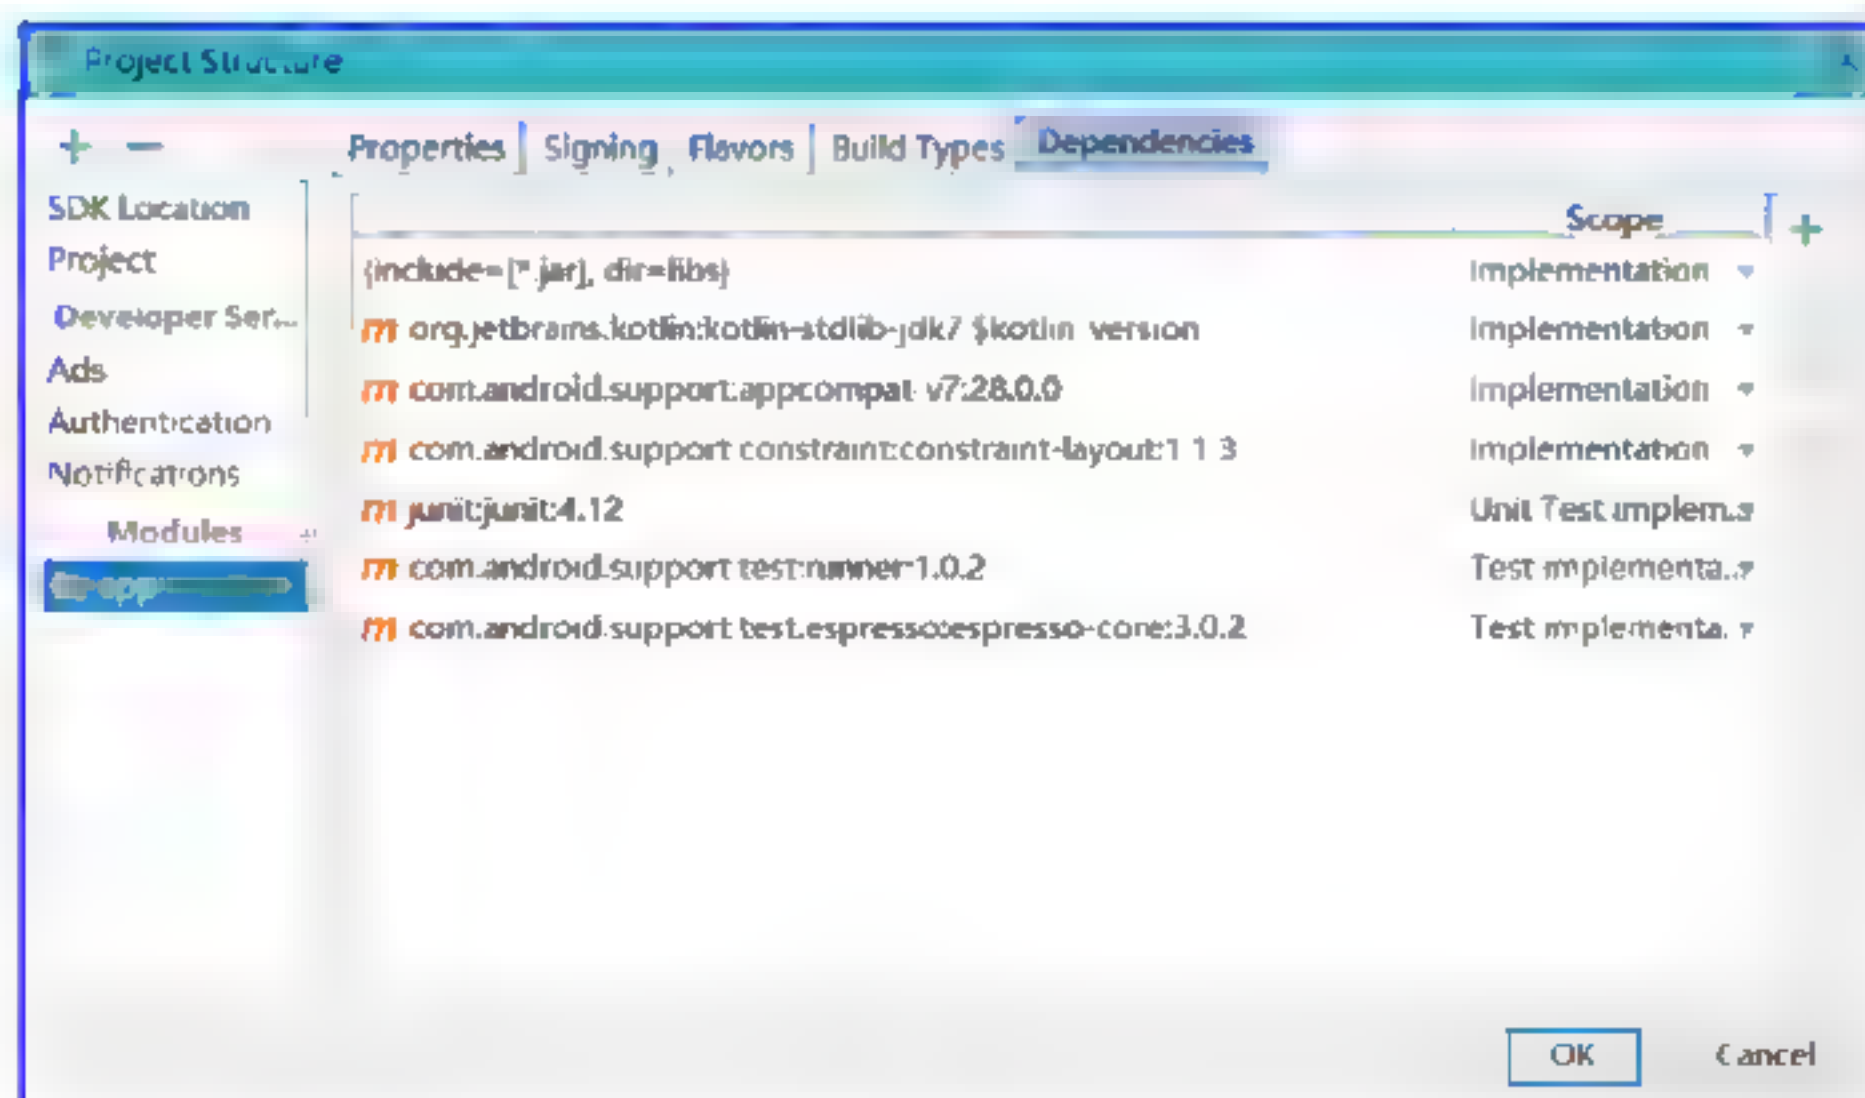 Project Structure
Properties Signing Flavors Build Types Dependencies
SDK Location
Project
Developer Ser...
Ads
Authentication
Notifications
Modules
app
Scope
{include=[*.jar], dir=libs} Implementation
m org.jetbrains.kotlin:kotlin-stdlib-jdk7:$kotlin_version Implementation
m com.android.support:appcompat-v7:28.0.0 Implementation
m com.android.support.constraint:constraint-layout:1.1.3 Implementation
m junit:junit:4.12 Unit Test implem...
m com.android.support.test:runner:1.0.2 Test implementa...
m com.android.support.test.espresso:espresso-core:3.0.2 Test implementa...
OK Cancel